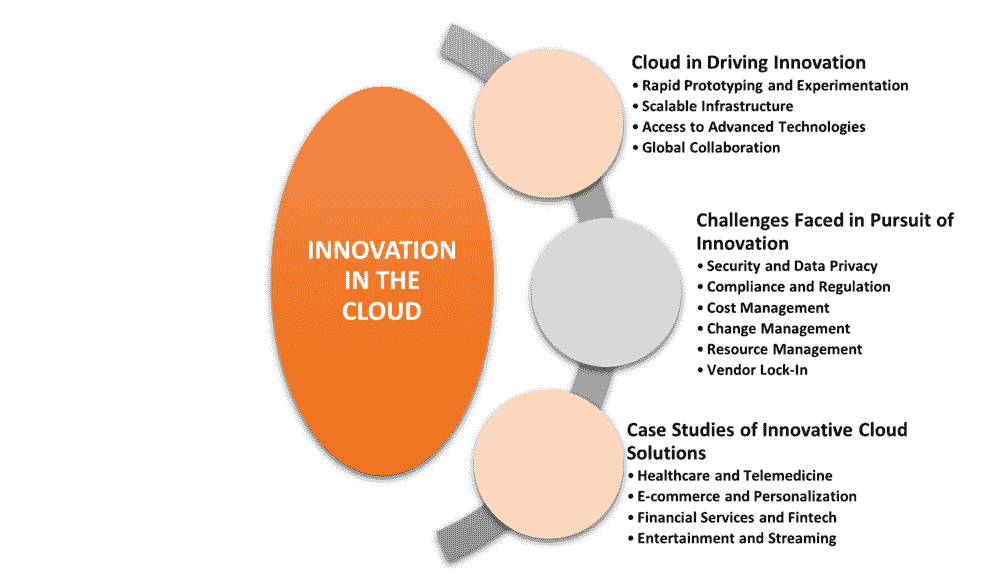 INNOVATION
IN THE
CLOUD
Cloud in Driving Innovation
• Rapid Prototyping and Experimentation
• Scalable Infrastructure
• Access to Advanced Technologies
• Global Collaboration
Challenges Faced in Pursuit of
Innovation
• Security and Data Privacy
• Compliance and Regulation
• Cost Management
• Change Management
• Resource Management
• Vendor Lock-In
Case Studies of Innovative Cloud
Solutions
• Healthcare and Telemedicine
• E-commerce and Personalization
• Financial Services and Fintech
• Entertainment and Streaming